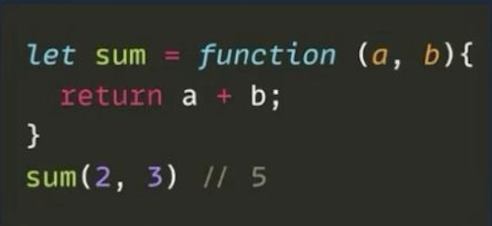 let sum = function (a, b){
return a + b;
}
sum(2, 3) // 5